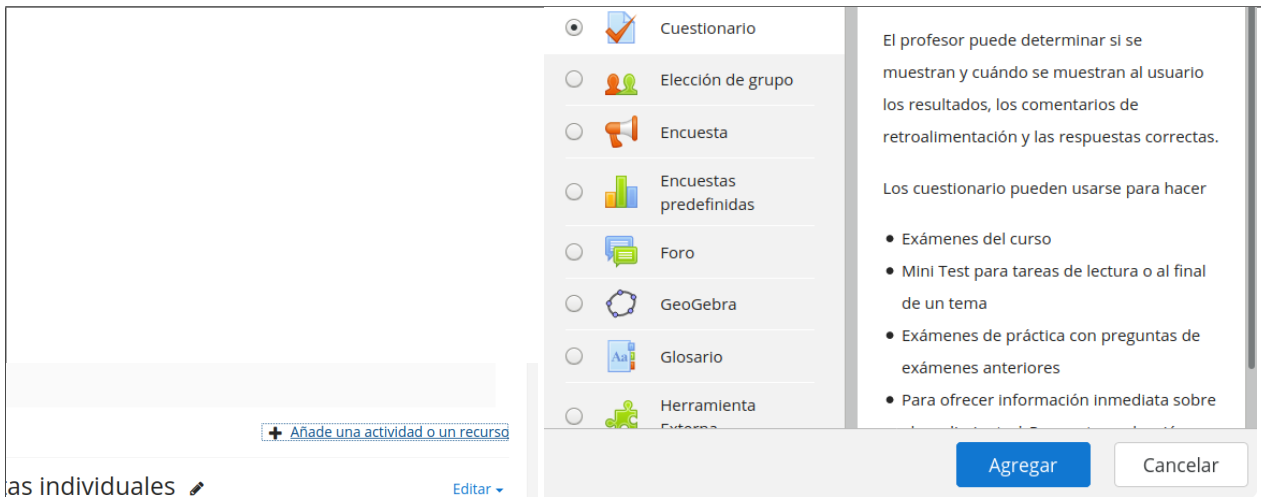 Añade una actividad o un recurso
as individuales
Editar
Cuestionario
Elección de grupo
Encuesta
Encuestas
predefinidas
Foro
GeoGebra
Aa
Glosario
Herramienta
Externa
El profesor puede determinar si se
muestran y cuándo se muestran al usuario
los resultados, los comentarios de
retroalimentación y las respuestas correctas.
Los cuestionario pueden usarse para hacer
Exámenes del curso
Mini Test para tareas de lectura o al final
de un tema
Exámenes de práctica con preguntas de
exámenes anteriores
Para ofrecer información inmediata sobre
Agregar
Cancelar